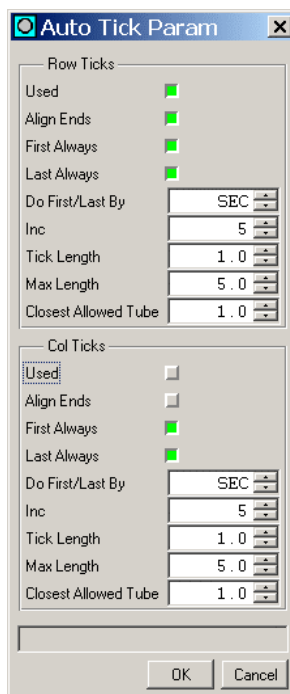 Auto Tick Param
Row Ticks
Used
Align Ends
First Always
Last Always
Do First/Last By SEC
Inc 5
Tick Length 1.0
Max Length 5.0
Closest Allowed Tube 1.0
Col Ticks
Used
Align Ends
First Always
Last Always
Do First/Last By SEC
Inc 5
Tick Length 1.0
Max Length 5.0
Closest Allowed Tube 1.0
OK Cancel